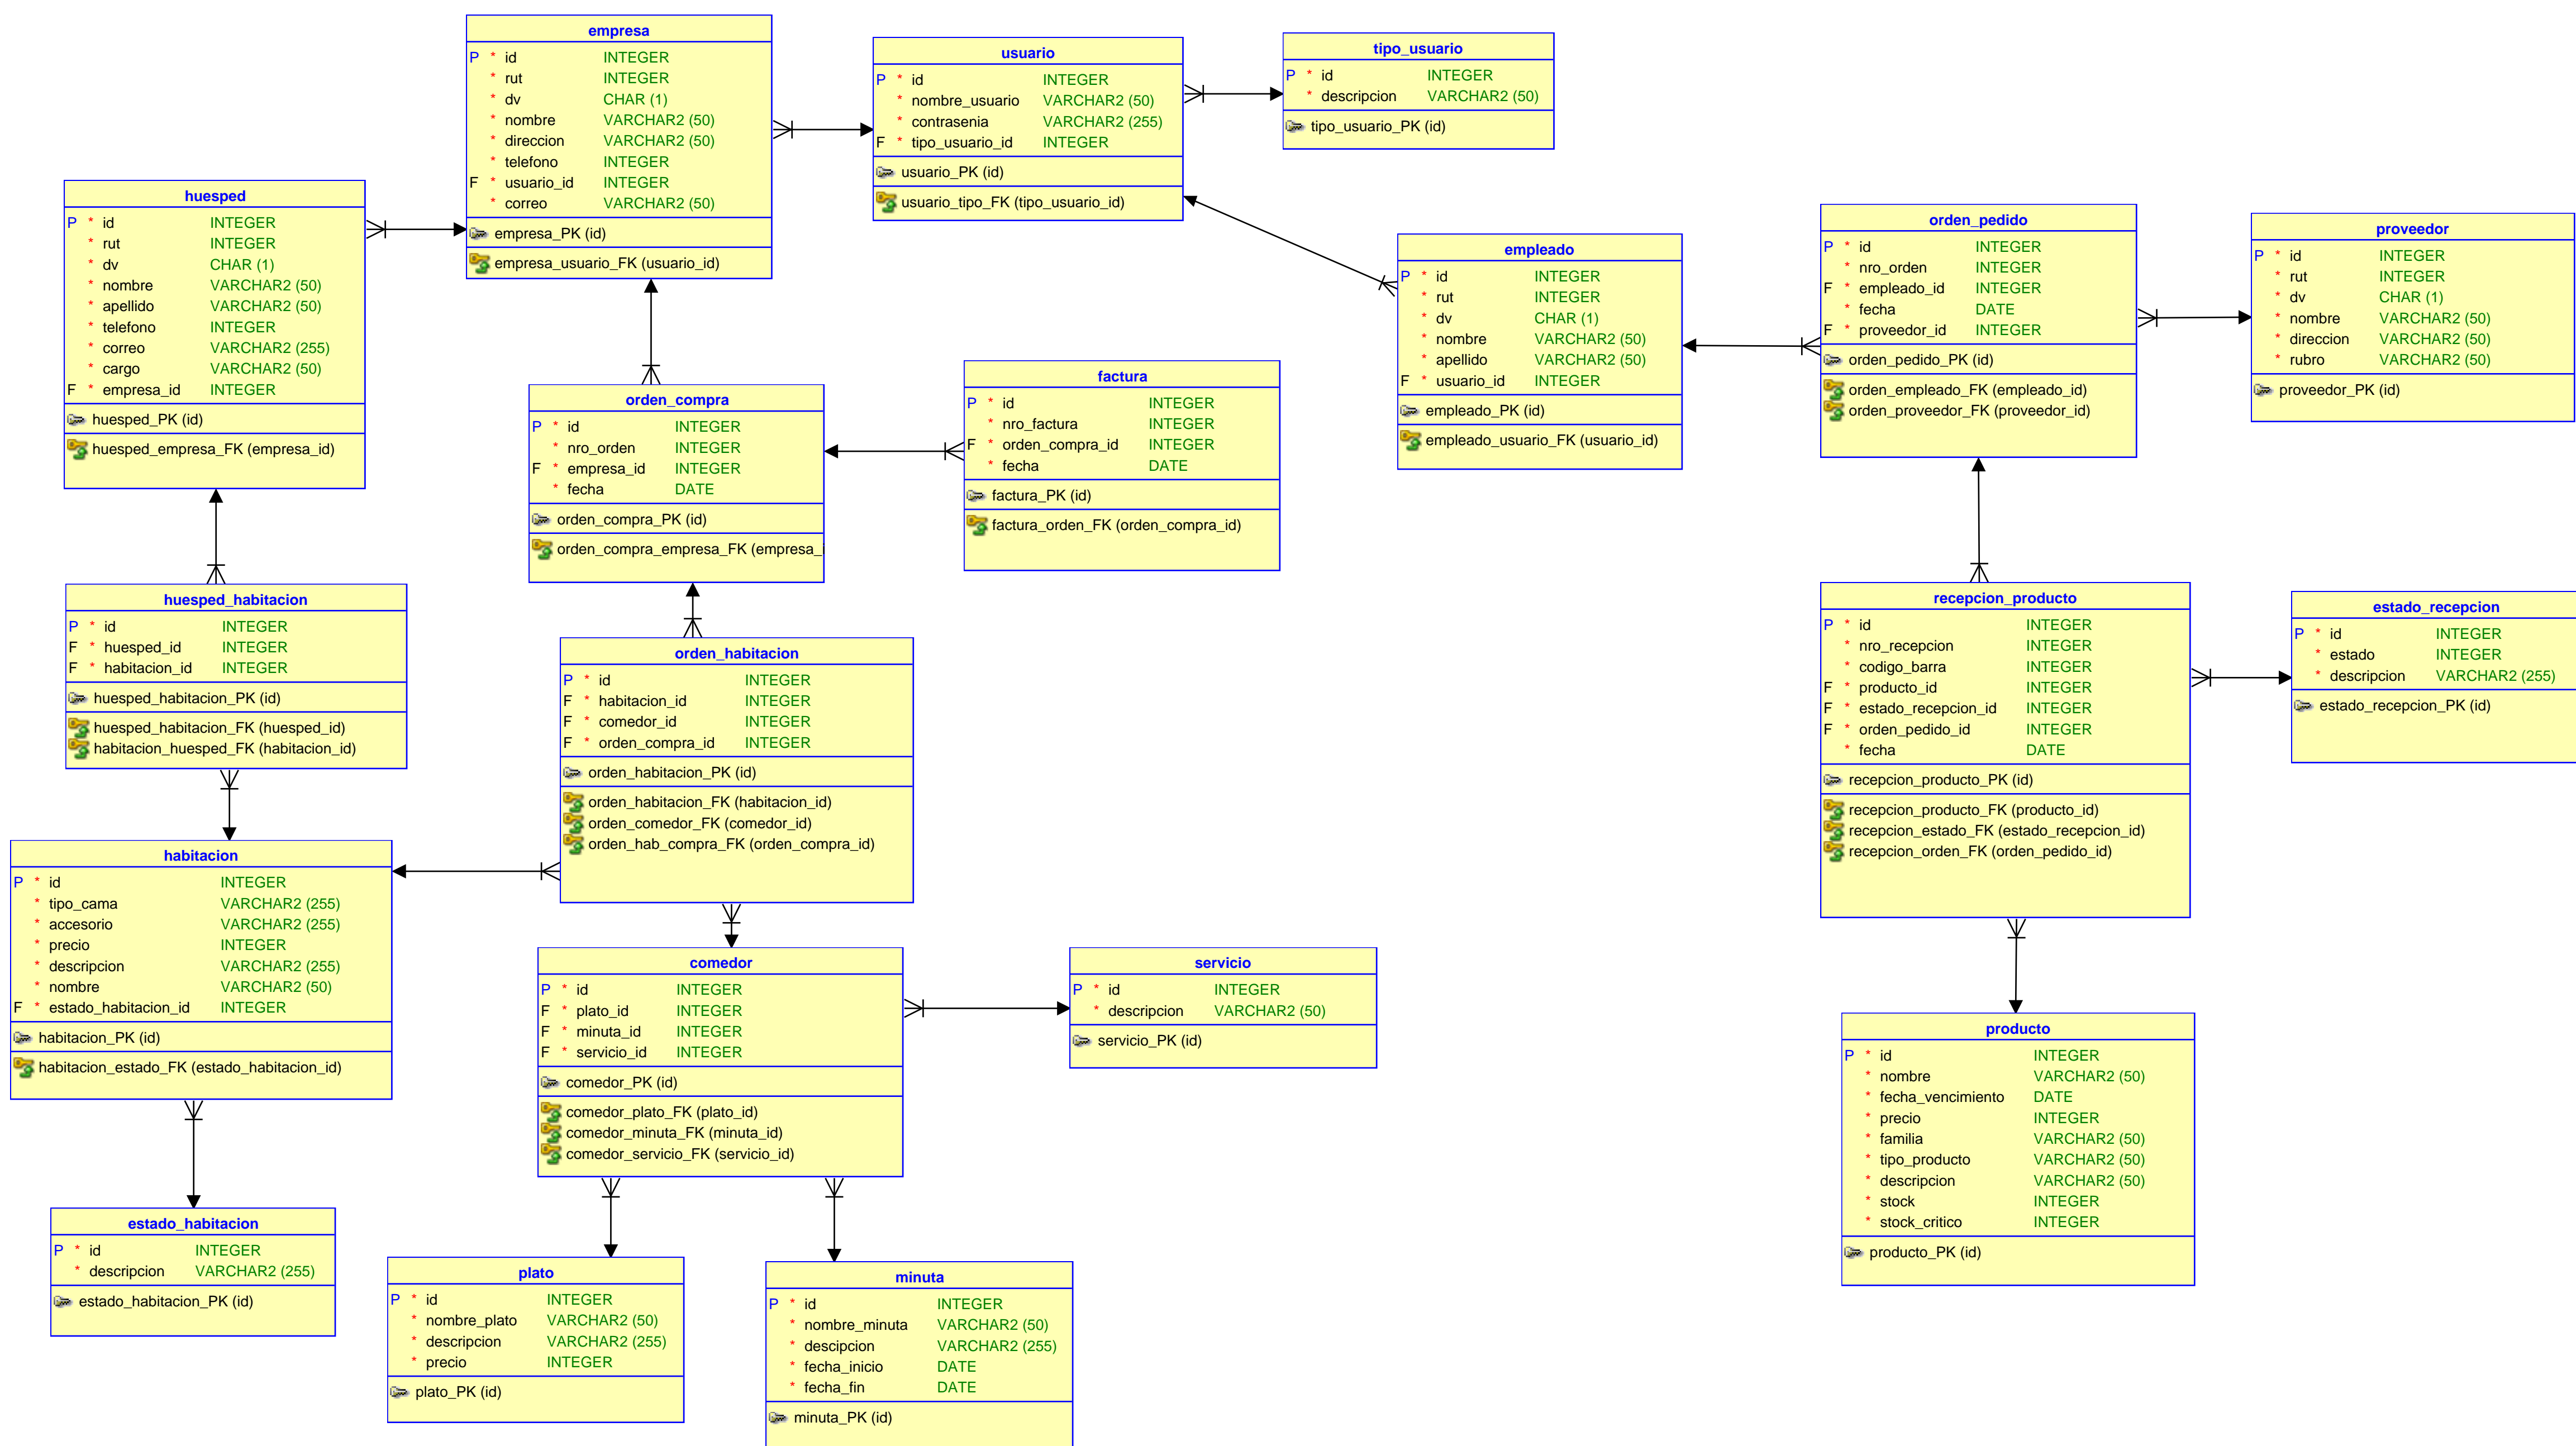 empresa
P * id INTEGER
* rut INTEGER
* dv CHAR (1)
* nombre VARCHAR2 (50)
* direccion VARCHAR2 (50)
* telefono INTEGER
F * usuario_id INTEGER
* correo VARCHAR2 (50)
empresa_PK (id)
empresa_usuario_FK (usuario_id)
usuario
P * id INTEGER
* nombre_usuario VARCHAR2 (50)
* contrasenia VARCHAR2 (255)
F * tipo_usuario_id INTEGER
usuario_PK (id)
usuario_tipo_FK (tipo_usuario_id)
tipo_usuario
P * id INTEGER
* descripcion VARCHAR2 (50)
tipo_usuario_PK (id)
huesped
P * id INTEGER
* rut INTEGER
* dv CHAR (1)
* nombre VARCHAR2 (50)
* apellido VARCHAR2 (50)
* telefono INTEGER
* correo VARCHAR2 (255)
* cargo VARCHAR2 (50)
F * empresa_id INTEGER
huesped_PK (id)
huesped_empresa_FK (empresa_id)
empleado
P * id INTEGER
* rut INTEGER
* dv CHAR (1)
* nombre VARCHAR2 (50)
* apellido VARCHAR2 (50)
F * usuario_id INTEGER
empleado_PK (id)
empleado_usuario_FK (usuario_id)
orden_pedido
P * id INTEGER
* nro_orden INTEGER
F * empleado_id INTEGER
* fecha DATE
F * proveedor_id INTEGER
orden_pedido_PK (id)
orden_empleado_FK (empleado_id)
orden_proveedor_FK (proveedor_id)
proveedor
P * id INTEGER
* rut INTEGER
* dv CHAR (1)
* nombre VARCHAR2 (50)
* direccion VARCHAR2 (50)
* rubro VARCHAR2 (50)
proveedor_PK (id)
orden_compra
P * id INTEGER
* nro_orden INTEGER
F * empresa_id INTEGER
* fecha DATE
orden_compra_PK (id)
orden_compra_empresa_FK (empresa_i
factura
P * id INTEGER
* nro_factura INTEGER
F * orden_compra_id INTEGER
* fecha DATE
factura_PK (id)
factura_orden_FK (orden_compra_id)
huesped_habitacion
P * id INTEGER
F * huesped_id INTEGER
F * habitacion_id INTEGER
huesped_habitacion_PK (id)
huesped_habitacion_FK (huesped_id)
habitacion_huesped_FK (habitacion_id)
orden_habitacion
P * id INTEGER
F * habitacion_id INTEGER
F * comedor_id INTEGER
F * orden_compra_id INTEGER
orden_habitacion_PK (id)
orden_habitacion_FK (habitacion_id)
orden_comedor_FK (comedor_id)
orden_hab_compra_FK (orden_compra_id)
recepcion_producto
P * id INTEGER
* nro_recepcion INTEGER
* codigo_barra INTEGER
F * producto_id INTEGER
F * estado_recepcion_id INTEGER
F * orden_pedido_id INTEGER
* fecha DATE
recepcion_producto_PK (id)
recepcion_producto_FK (producto_id)
recepcion_estado_FK (estado_recepcion_id)
recepcion_orden_FK (orden_pedido_id)
estado_recepcion
P * id INTEGER
* estado INTEGER
* descripcion VARCHAR2 (255)
estado_recepcion_PK (id)
habitacion
P * id INTEGER
* tipo_cama VARCHAR2 (255)
* accesorio VARCHAR2 (255)
* precio INTEGER
* descripcion VARCHAR2 (255)
* nombre VARCHAR2 (50)
F * estado_habitacion_id INTEGER
habitacion_PK (id)
habitacion_estado_FK (estado_habitacion_id)
comedor
P * id INTEGER
F * plato_id INTEGER
F * minuta_id INTEGER
F * servicio_id INTEGER
comedor_PK (id)
comedor_plato_FK (plato_id)
comedor_minuta_FK (minuta_id)
comedor_servicio_FK (servicio_id)
servicio
P * id INTEGER
* descripcion VARCHAR2 (50)
servicio_PK (id)
producto
P * id INTEGER
* nombre VARCHAR2 (50)
* fecha_vencimiento DATE
* precio INTEGER
* familia VARCHAR2 (50)
* tipo_producto VARCHAR2 (50)
* descripcion VARCHAR2 (50)
* stock INTEGER
* stock_critico INTEGER
producto_PK (id)
estado_habitacion
P * id INTEGER
* descripcion VARCHAR2 (255)
estado_habitacion_PK (id)
plato
P * id INTEGER
* nombre_plato VARCHAR2 (50)
* descripcion VARCHAR2 (255)
* precio INTEGER
plato_PK (id)
minuta
P * id INTEGER
* nombre_minuta VARCHAR2 (50)
* descipcion VARCHAR2 (255)
* fecha_inicio DATE
* fecha_fin DATE
minuta_PK (id)